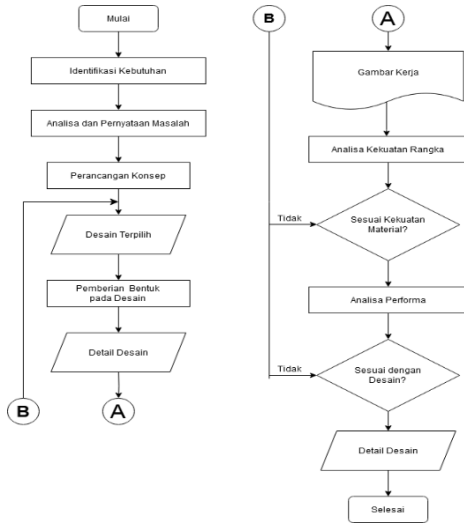 Mulai
Identifikasi Kebutuhan
Analisa dan Pernyataan Masalah
Perancangan Konsep
Desain Terpilih
Pemberian Bentuk
pada Desain
Detail Desain
B
A
B
A
Gambar Kerja
Analisa Kekuatan Rangka
Tidak
Sesuai Kekuatan
Material?
Analisa Performa
Tidak
Sesuai dengan
Desain?
Detail Desain
Selesai